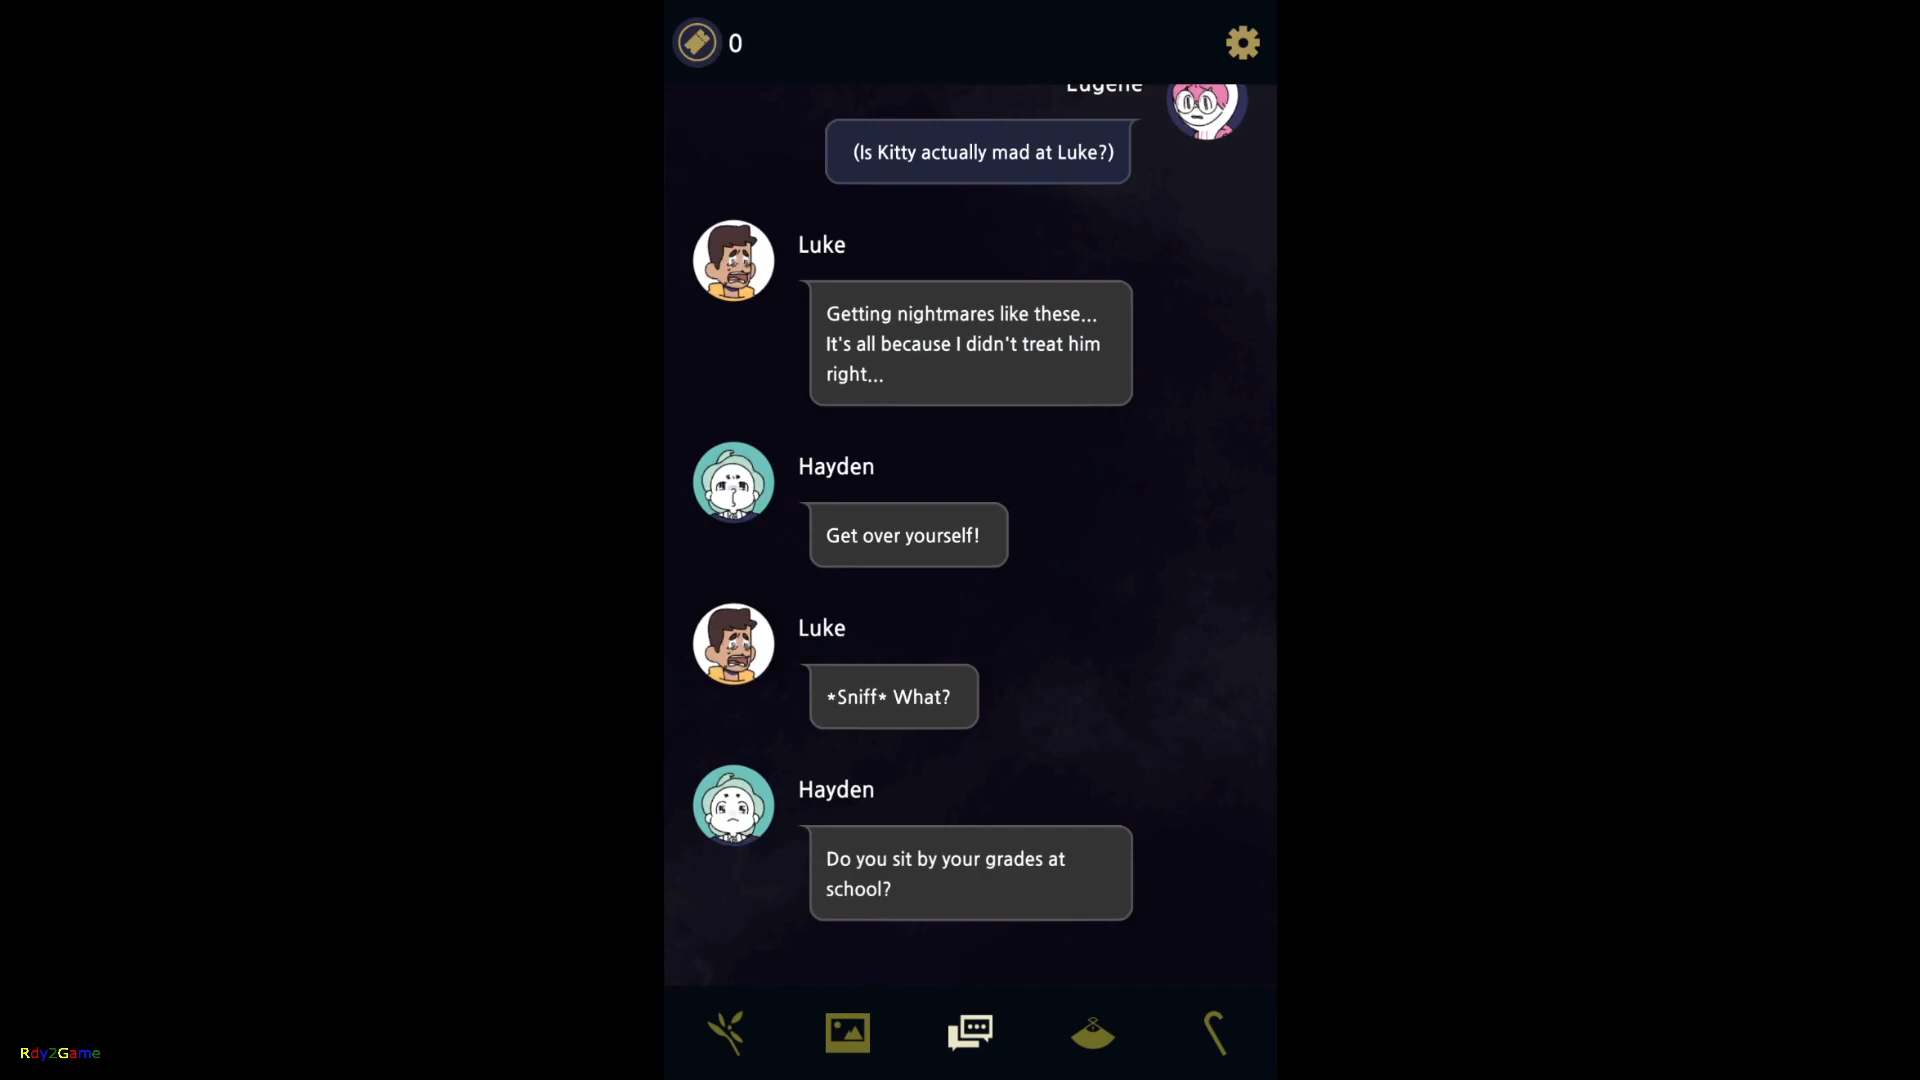 0
Eugene
(Is Kitty actually mad at Luke?)
Luke
Getting nightmares like these...
It's all because I didn't treat him
right...
Hayden
Get over yourself!
Luke
*Sniff* What?
Hayden
Do you sit by your grades at
school?
Rdy2Game